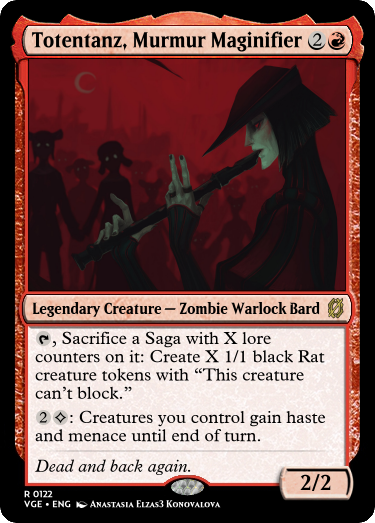 Totentanz, Murmur Maginifier 2
Legendary Creature — Zombie Warlock Bard
, Sacrifice a Saga with X lore
counters on it: Create X 1/1 black Rat
creature tokens with “This creature
can't block.”
2 : Creatures you control gain haste
and menace until end of turn.
Dead and back again.
2/2
R 0122
VGE • ENG Anastasia Elzas3 Konovalova